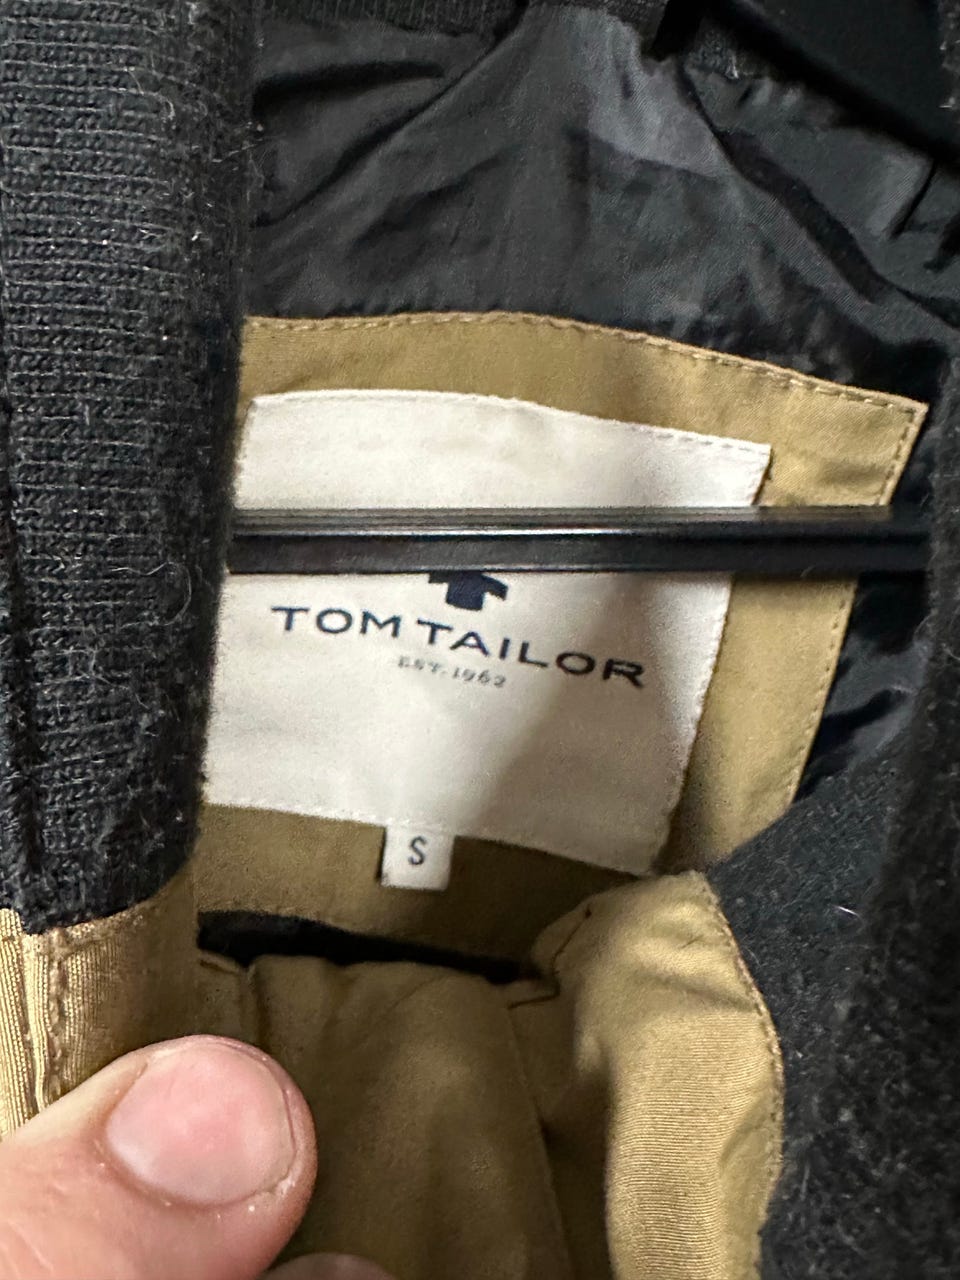 TOM TAILOR
EST. 1962
S